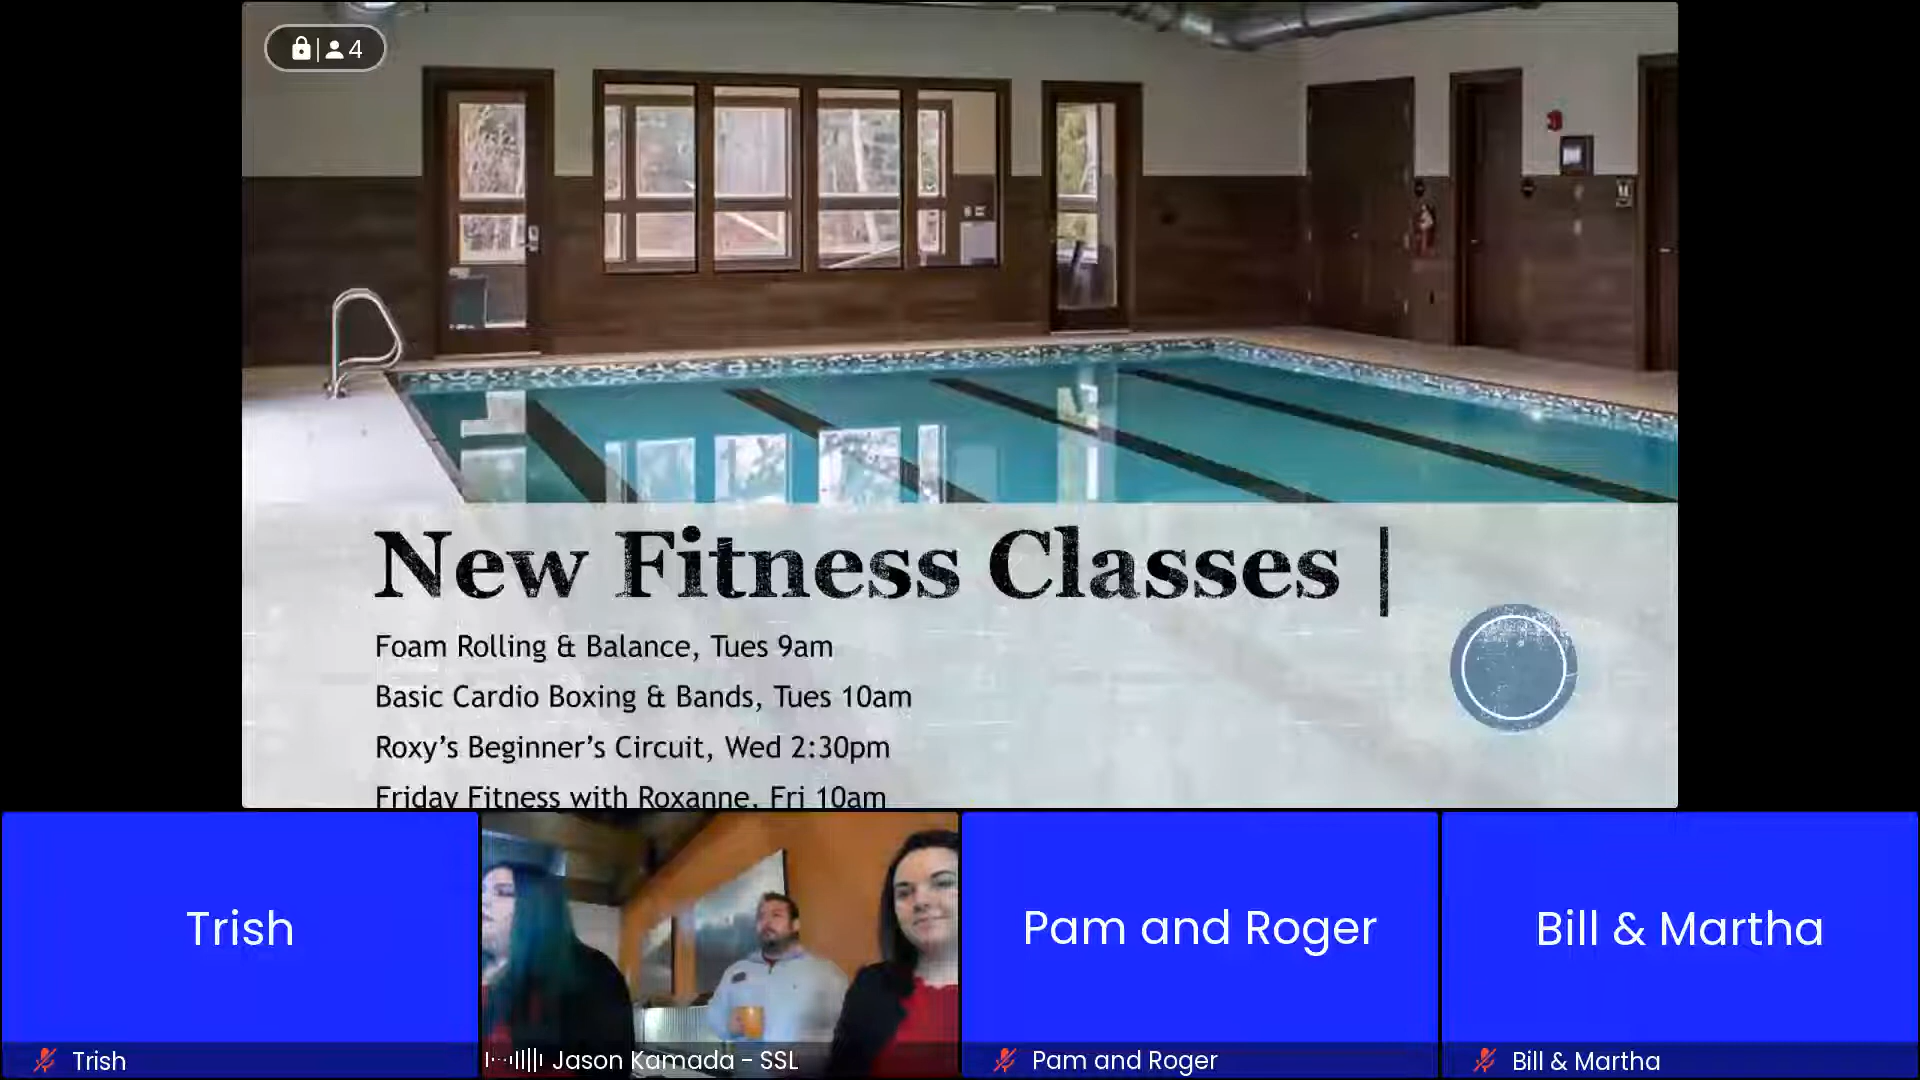 4
New Fitness Classes |
Foam Rolling & Balance, Tues 9am
Basic Cardio Boxing & Bands, Tues 10am
Roxy’s Beginner’s Circuit, Wed 2:30pm
Friday Fitness with Roxanne, Fri 10am
Trish
Pam and Roger
Bill & Martha
Trish
Jason Kamada - SSL
Pam and Roger
Bill & Martha